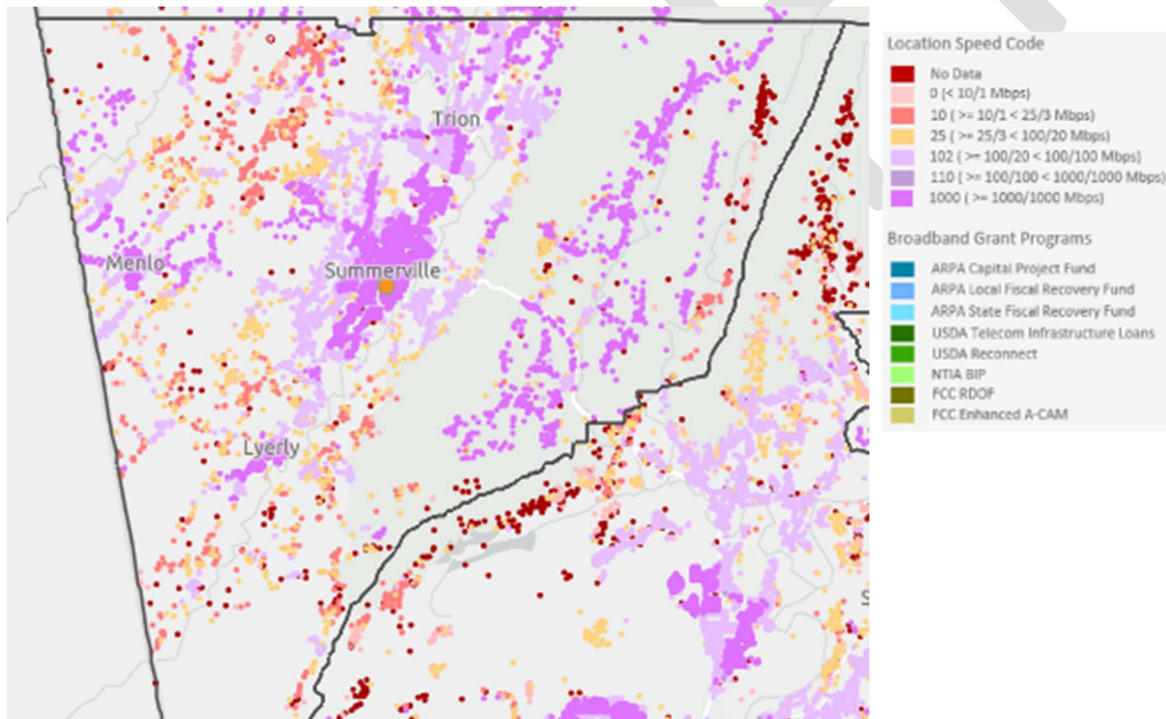 Trion
Menlo
Summerville
Lyerly
S
Location Speed Code
No Data
0 (< 10/1 Mbps)
10 ( >= 10/1 < 25/3 Mbps)
25 ( >= 25/3 < 100/20 Mbps)
102 ( >= 100/20 < 100/100 Mbps)
110 ( >= 100/100 < 1000/1000 Mbps)
1000 ( >= 1000/1000 Mbps)
Broadband Grant Programs
ARPA Capital Project Fund
ARPA Local Fiscal Recovery Fund
ARPA State Fiscal Recovery Fund
USDA Telecom Infrastructure Loans
USDA Reconnect
NTIA BIP
FCC RDOF
FCC Enhanced A-CAM